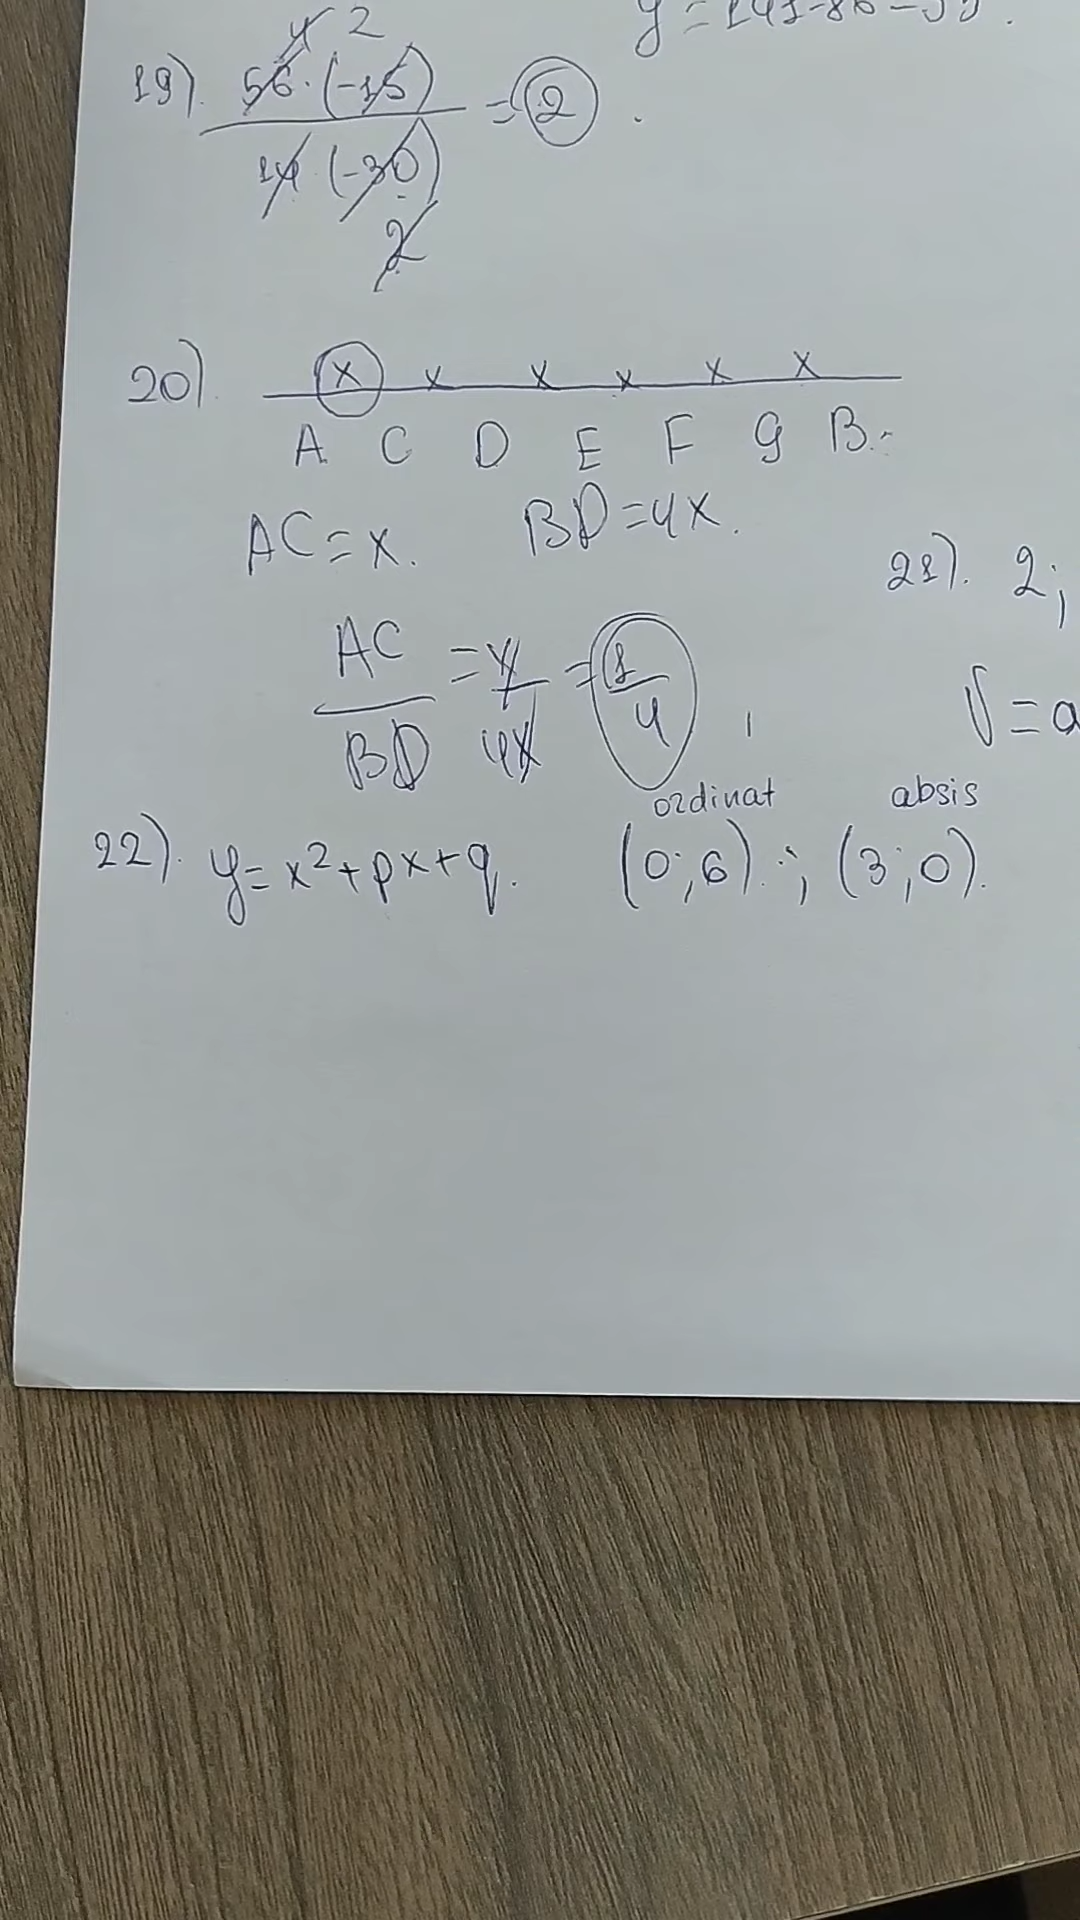 19). 56 · (-15) / 14 · (-30) = 2.
4 2
2
20).
x x x x x x
A C D E F G B.
AC = x. BD = 4x.
21). 2;
AC / BD = x / 4x = 1 / 4
ordinat absis
22). y = x² + px + q. (0; 6).; (3; 0).